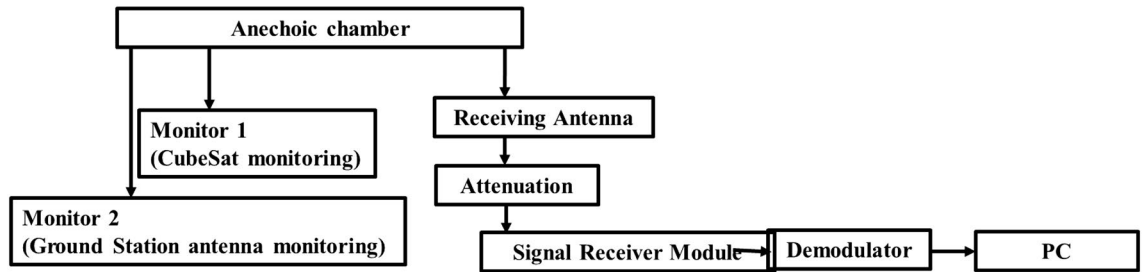 Anechoic chamber
Monitor 1
(CubeSat monitoring)
Receiving Antenna
Attenuation
Monitor 2
(Ground Station antenna monitoring)
Signal Receiver Module
Demodulator
PC